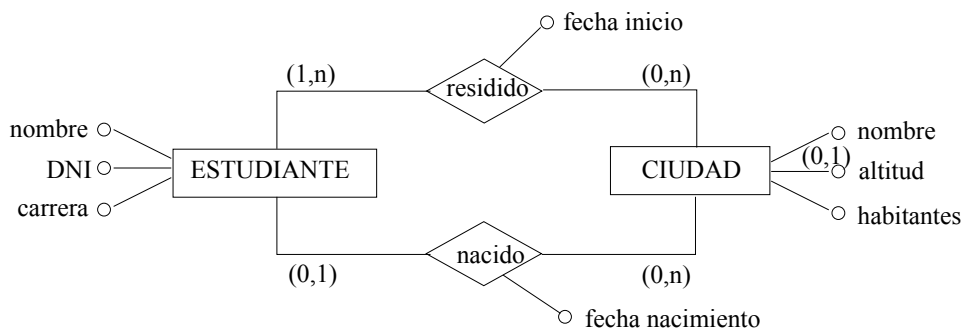 fecha inicio
(1,n)
residido
(0,n)
nombre
DNI
carrera
ESTUDIANTE
CIUDAD
nombre
(0,1)
altitud
habitantes
(0,1)
nacido
(0,n)
fecha nacimiento